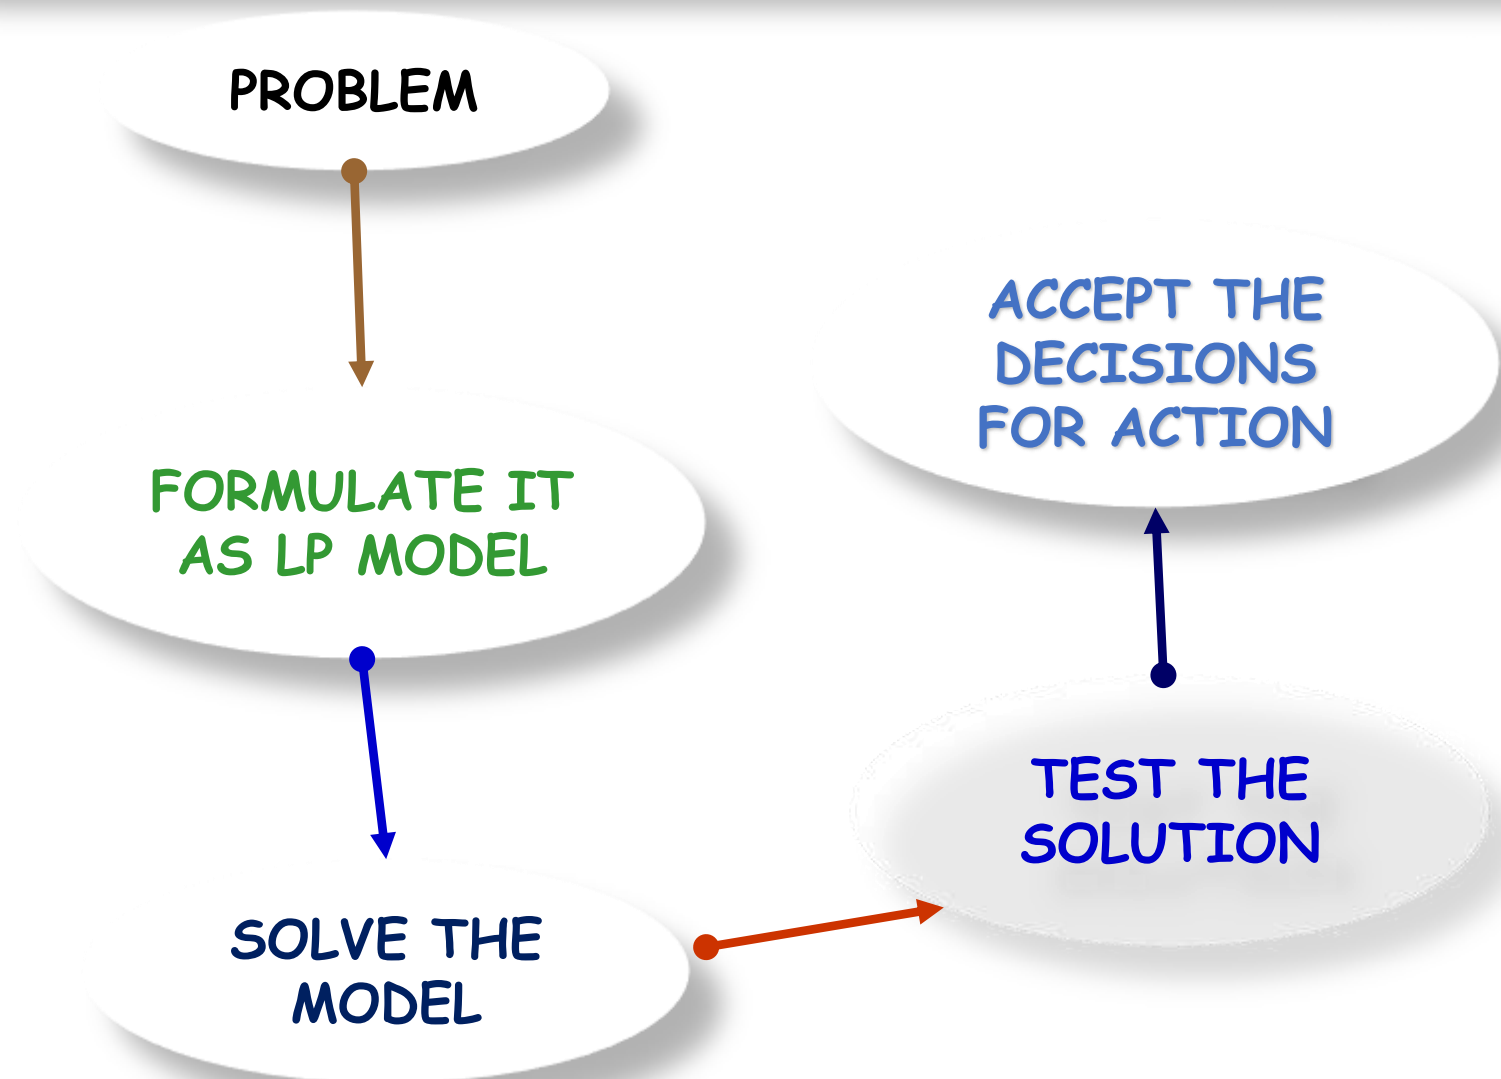 PROBLEM
FORMULATE IT
AS LP MODEL
SOLVE THE
MODEL
TEST THE
SOLUTION
ACCEPT THE
DECISIONS
FOR ACTION